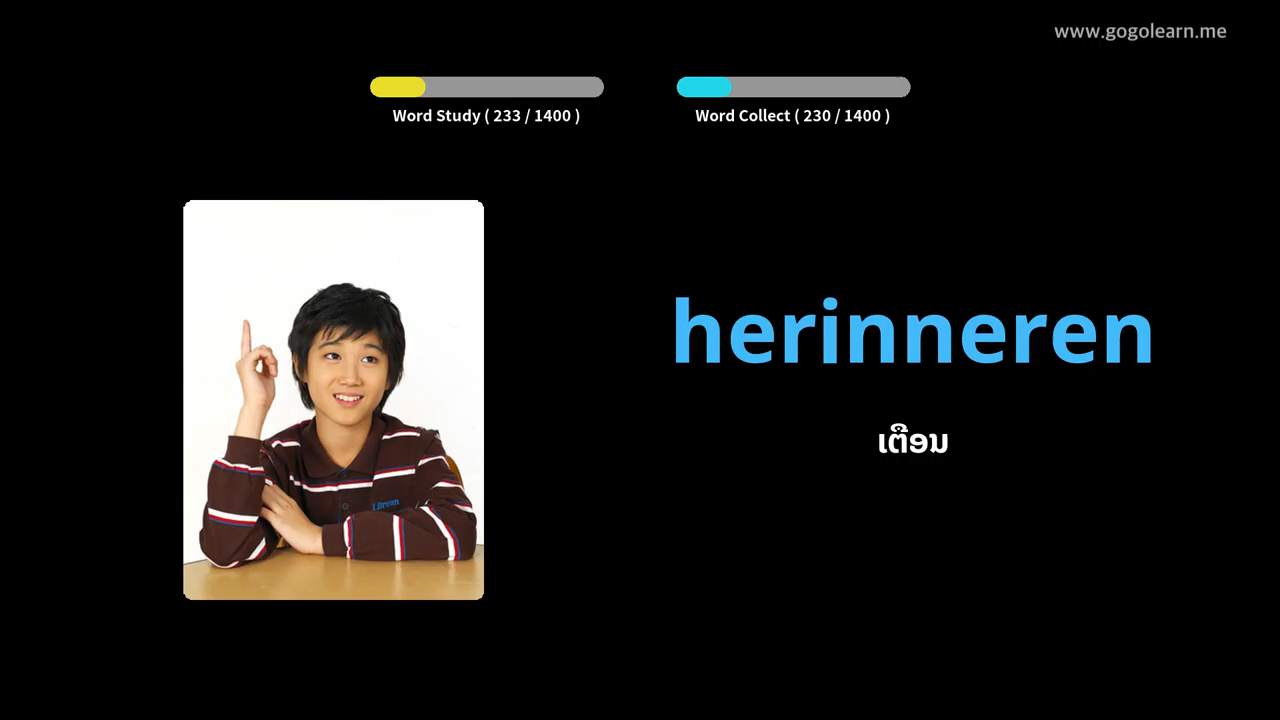 www.gogolearn.me
Word Study ( 233 / 1400 )
Word Collect ( 230 / 1400 )
herinneren
ເຕືອນ